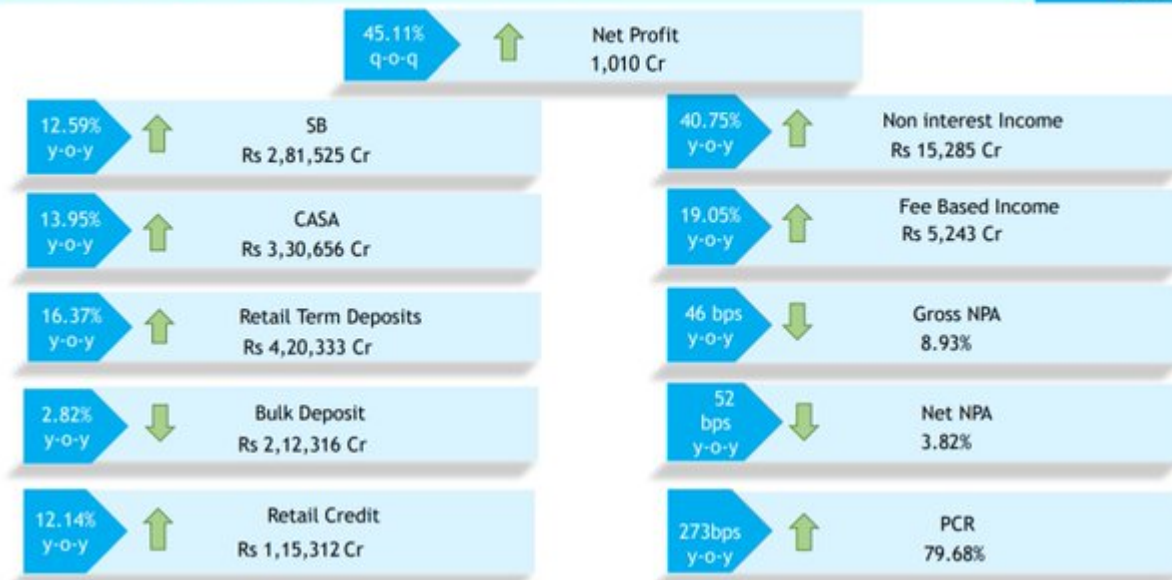 45.11%
q-o-q
Net Profit
1,010 Cr
12.59%
y-o-y
SB
Rs 2,81,525 Cr
13.95%
y-o-y
CASA
Rs 3,30,656 Cr
16.37%
y-o-y
Retail Term Deposits
Rs 4,20,333 Cr
2.82%
y-o-y
Bulk Deposit
Rs 2,12,316 Cr
12.14%
y-o-y
Retail Credit
Rs 1,15,312 Cr
40.75%
y-o-y
Non interest Income
Rs 15,285 Cr
19.05%
y-o-y
Fee Based Income
Rs 5,243 Cr
46 bps
y-o-y
Gross NPA
8.93%
52
bps
y-o-y
Net NPA
3.82%
273bps
y-o-y
PCR
79.68%